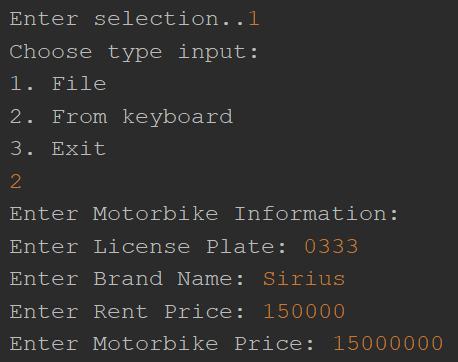 Enter selection..1
Choose type input:
1. File
2. From keyboard
3. Exit
2
Enter Motorbike Information:
Enter License Plate: 0333
Enter Brand Name: Sirius
Enter Rent Price: 150000
Enter Motorbike Price: 15000000